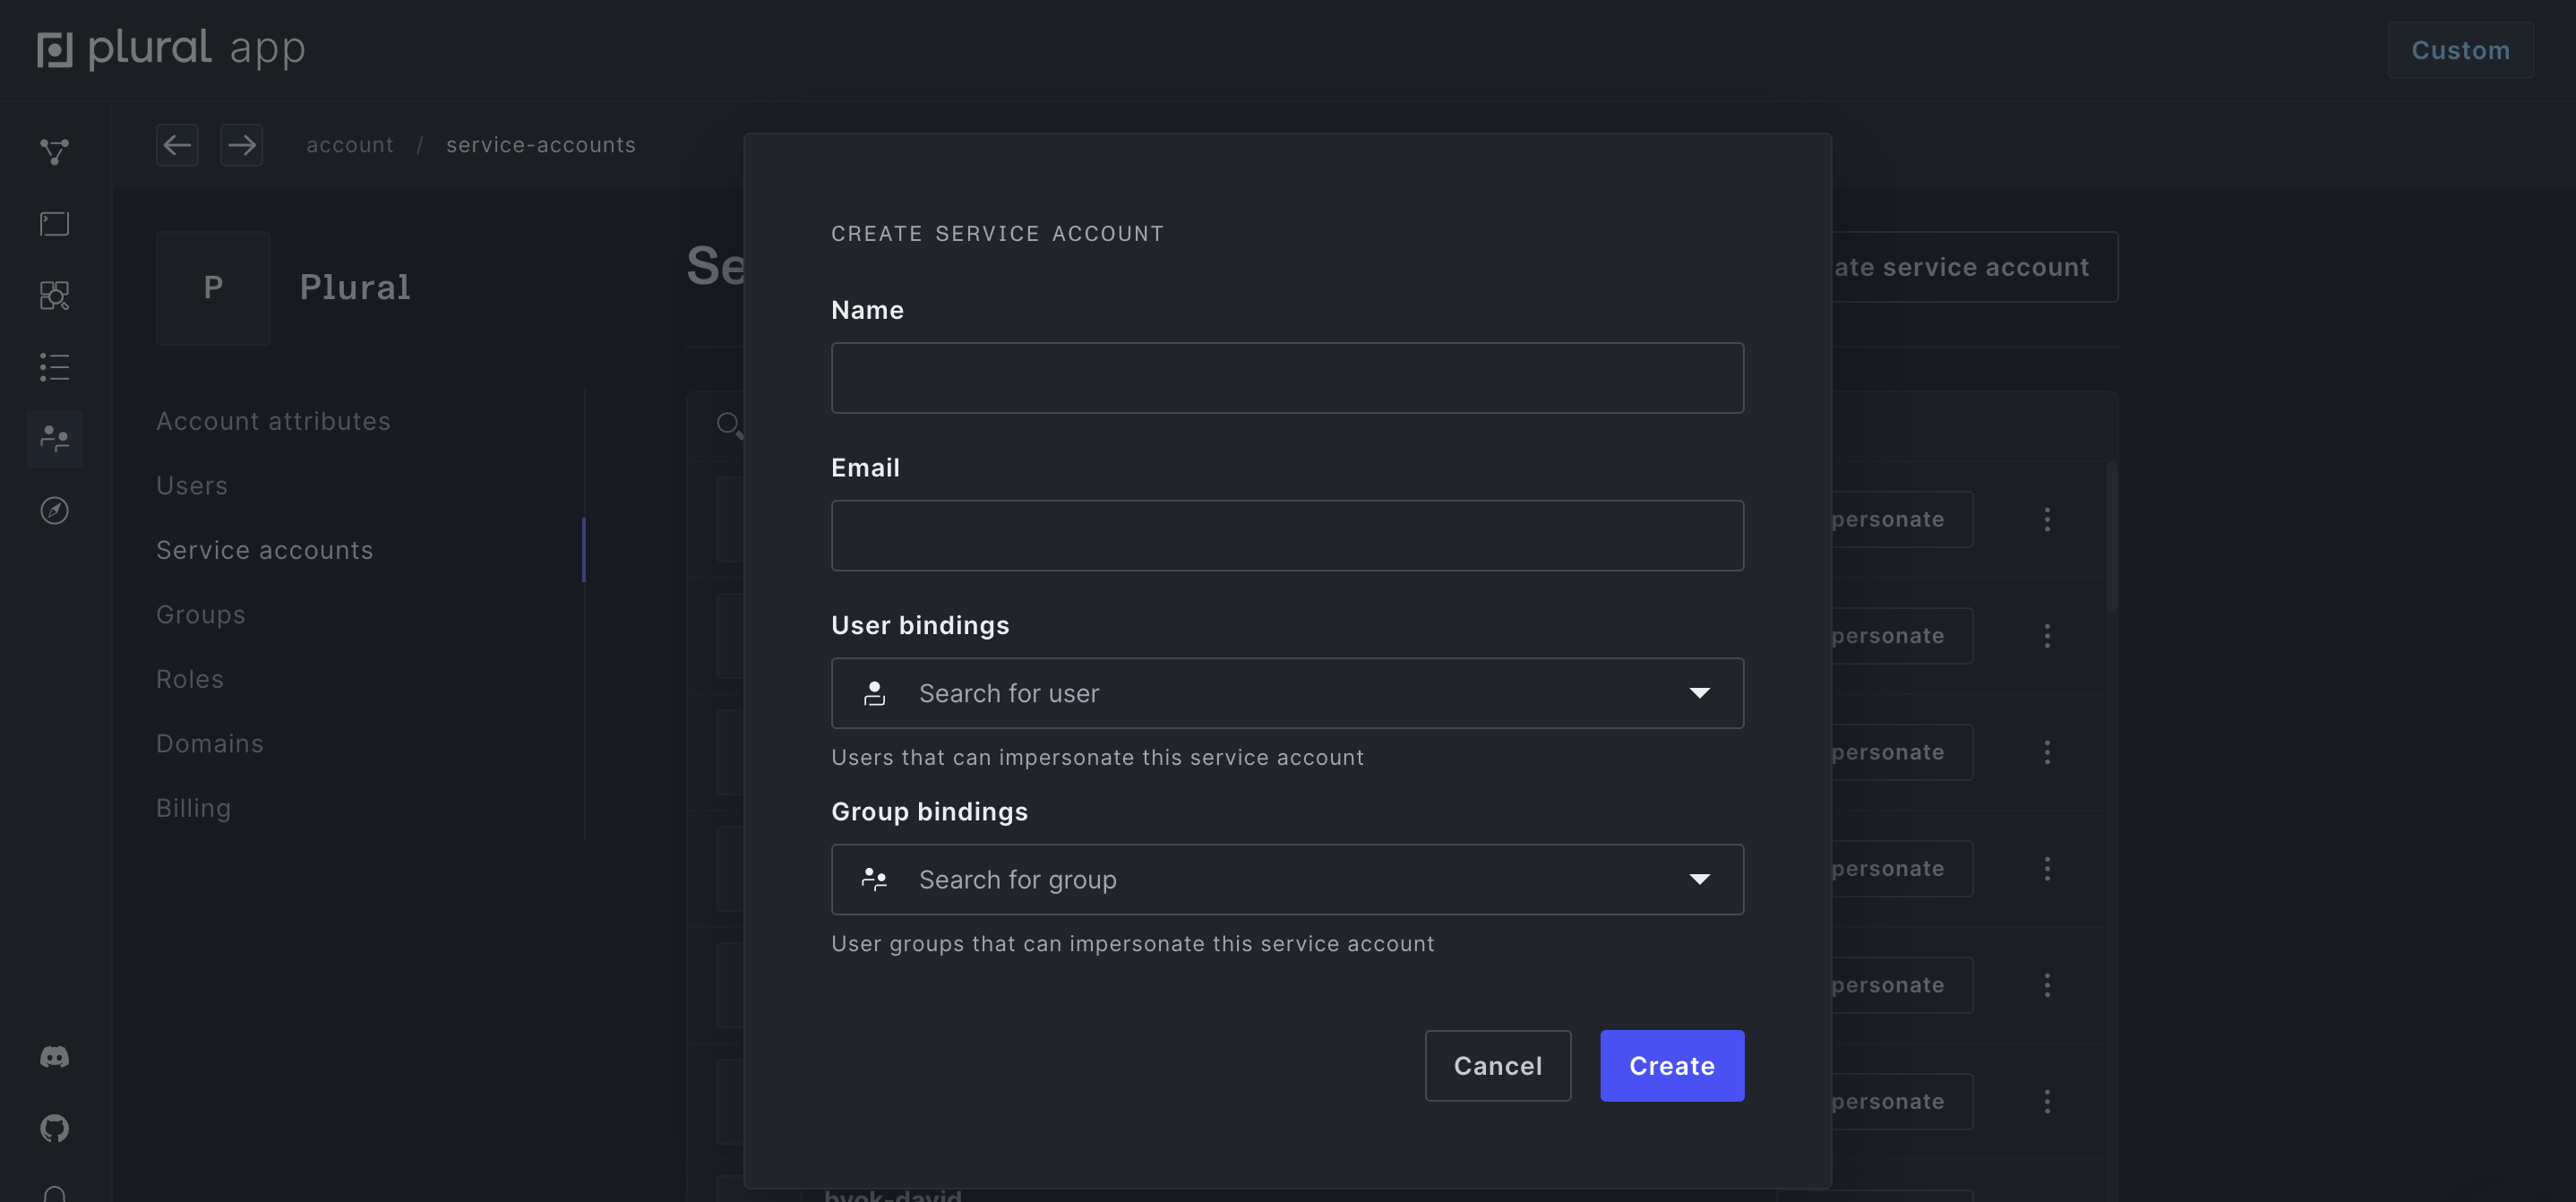 plural app
Custom
account / service-accounts
P
Plural
Account attributes
Users
Service accounts
Groups
Roles
Domains
Billing
Se
ate service account
CREATE SERVICE ACCOUNT
Name
Email
User bindings
Search for user
Users that can impersonate this service account
Group bindings
Search for group
User groups that can impersonate this service account
Cancel
Create
personate
personate
personate
personate
personate
personate
byok-david